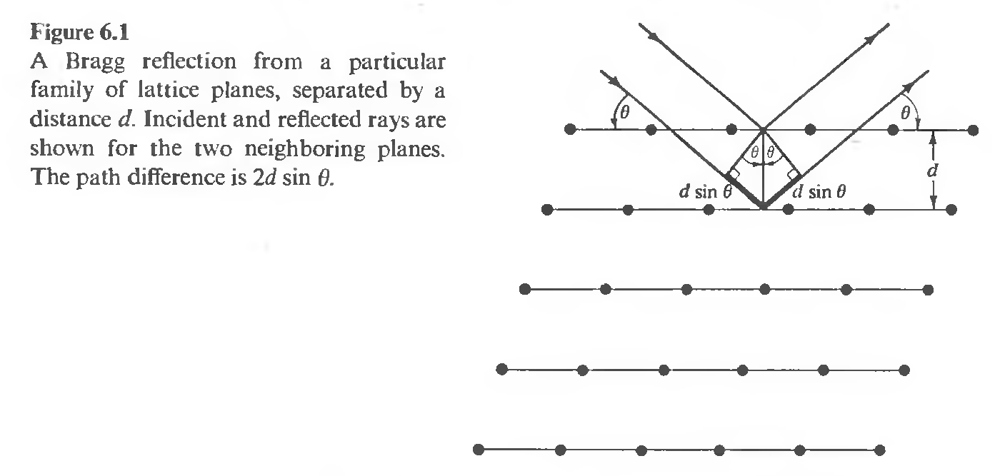 Figure 6.1
A Bragg reflection from a particular
family of lattice planes, separated by a
distance d. Incident and reflected rays are
shown for the two neighboring planes.
The path difference is 2d sin θ.
θ
θ
θ θ
d
d sin θ
d sin θ